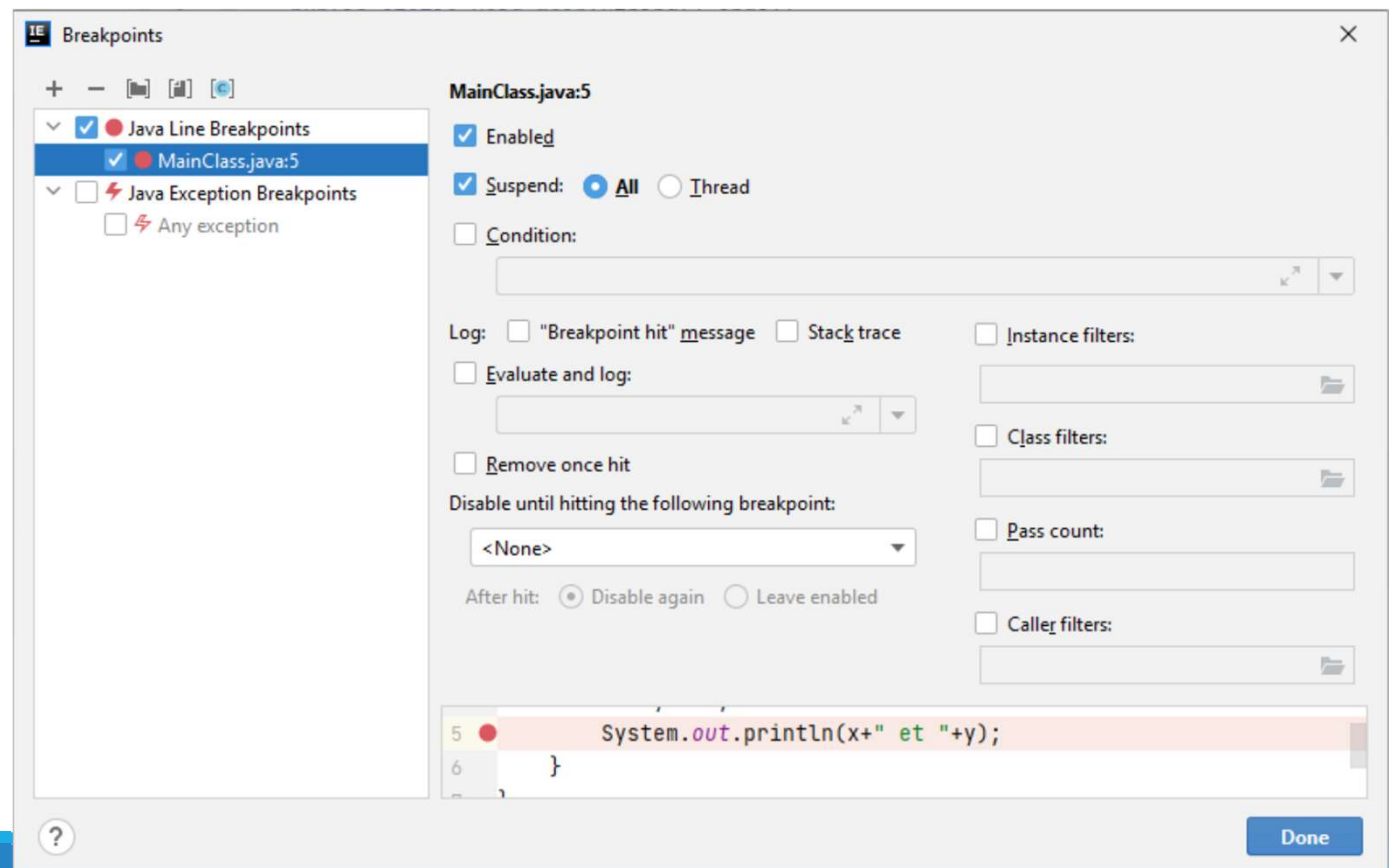 IE Breakpoints
MainClass.java:5
Java Line Breakpoints
MainClass.java:5
Java Exception Breakpoints
Any exception
Enabled
Suspend: All Thread
Condition:
Log: "Breakpoint hit" message Stack trace
Evaluate and log:
Remove once hit
Disable until hitting the following breakpoint:
<None>
After hit: Disable again Leave enabled
Instance filters:
Class filters:
Pass count:
Caller filters:
5 System.out.println(x+" et "+y);
6 }
? Done